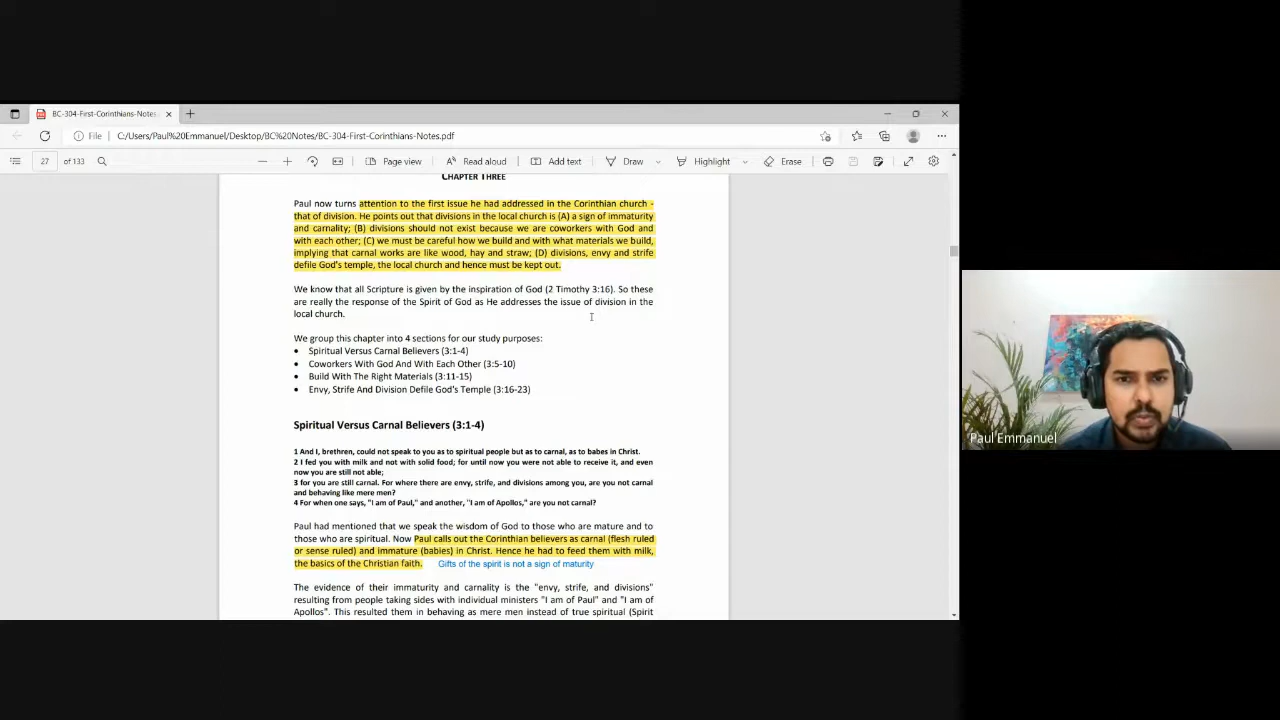 BC-304-First-Corinthians-Notes
File C:/Users/Paul%20Emmanuel/Desktop/BC%20Notes/BC-304-First-Corinthians-Notes.pdf
27 of 133 Page view Read aloud Add text Draw Highlight Erase
CHAPTER THREE
Paul now turns attention to the first issue he had addressed in the Corinthian church -
that of division. He points out that divisions in the local church is (A) a sign of immaturity
and carnality; (B) divisions should not exist because we are coworkers with God and
with each other; (C) we must be careful how we build and with what materials we build,
implying that carnal works are like wood, hay and straw; (D) divisions, envy and strife
defile God's temple, the local church and hence must be kept out.
We know that all Scripture is given by the inspiration of God (2 Timothy 3:16). So these
are really the response of the Spirit of God as He addresses the issue of division in the
local church.
We group this chapter into 4 sections for our study purposes:
• Spiritual Versus Carnal Believers (3:1-4)
• Coworkers With God And With Each Other (3:5-10)
• Build With The Right Materials (3:11-15)
• Envy, Strife And Division Defile God's Temple (3:16-23)
Spiritual Versus Carnal Believers (3:1-4)
1 And I, brethren, could not speak to you as to spiritual people but as to carnal, as to babes in Christ.
2 I fed you with milk and not with solid food; for until now you were not able to receive it, and even
now you are still not able;
3 for you are still carnal. For where there are envy, strife, and divisions among you, are you not carnal
and behaving like mere men?
4 For when one says, "I am of Paul," and another, "I am of Apollos," are you not carnal?
Paul had mentioned that we speak the wisdom of God to those who are mature and to
those who are spiritual. Now Paul calls out the Corinthian believers as carnal (flesh ruled
or sense ruled) and immature (babies) in Christ. Hence he had to feed them with milk,
the basics of the Christian faith. Gifts of the spirit is not a sign of maturity
The evidence of their immaturity and carnality is the "envy, strife, and divisions"
resulting from people taking sides with individual ministers "I am of Paul" and "I am of
Apollos". This resulted them in behaving as mere men instead of true spiritual (Spirit
Paul Emmanuel